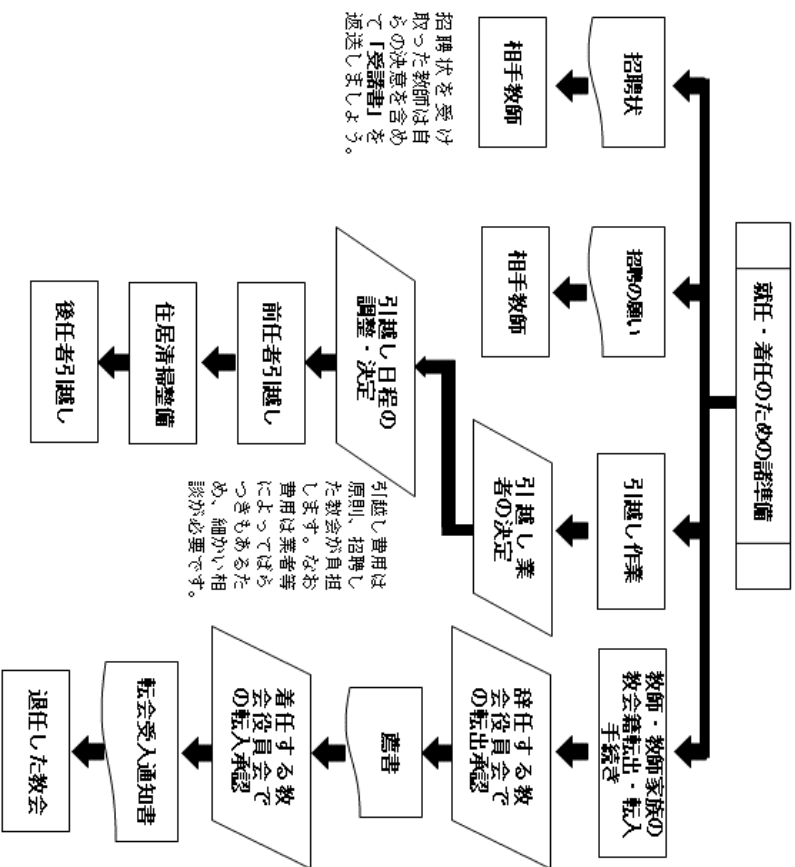 就任・着任のための諸準備
招聘状
相手教師
招聘状を受け
取った教師は自
らの決意を含め
て「受諾書」を
返送しましょう。
招聘の願い
相手教師
引越し作業
引越し業
者の決定
引越し日程の
調整・決定
前任者引越し
住居清掃整備
後任者引越し
引越し費用は
原則、招聘し
た教会が負担
します。なお
費用は業者等
によってばら
つきもあるた
め、細かい相
談が必要です。
教師・教師家族の
教会籍転出・転入
手続き
辞任する教
会役員会で
の転出承認
薦書
着任する教
会役員会で
の転入承認
転会受入通知書
退任した教会